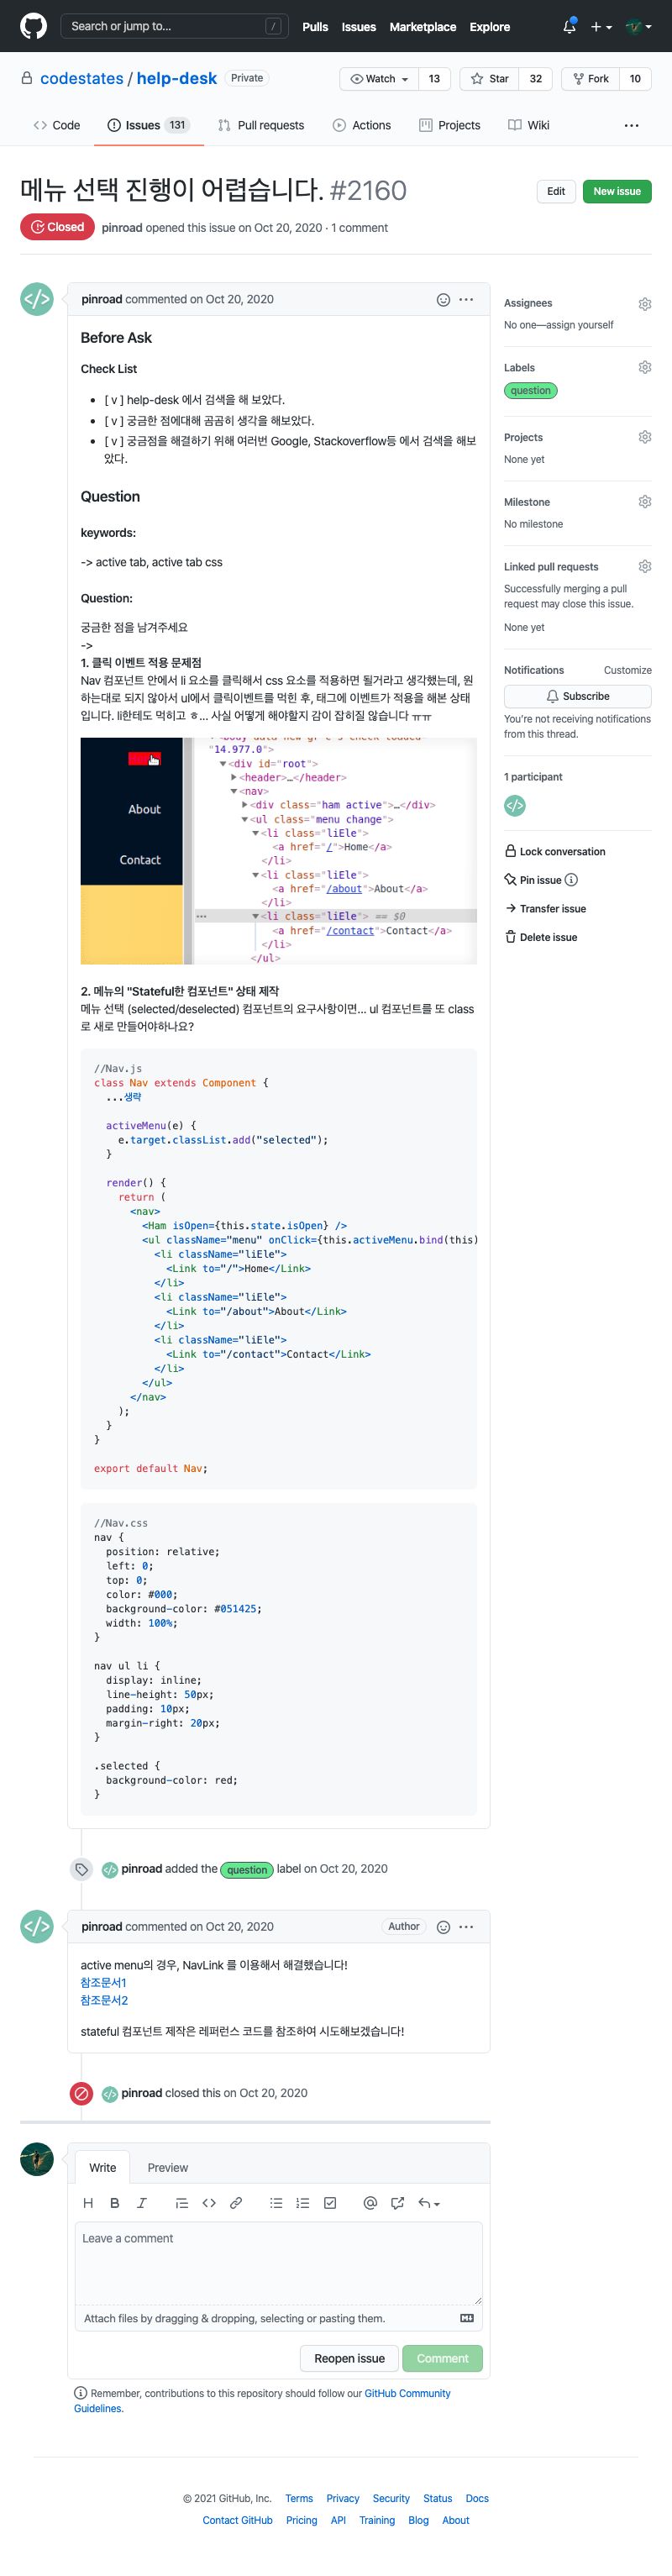 Search or jump to... /
Pulls Issues Marketplace Explore
codestates / help-desk Private
Watch 13 Star 32 Fork 10
Code Issues 131 Pull requests Actions Projects Wiki ...
메뉴 선택 진행이 어렵습니다. #2160
Edit New issue
Closed pinroad opened this issue on Oct 20, 2020 · 1 comment
pinroad commented on Oct 20, 2020
Before Ask
Check List
[ v ] help-desk 에서 검색을 해 보았다.
[ v ] 궁금한 점에대해 곰곰히 생각을 해보았다.
[ v ] 궁금점을 해결하기 위해 여러번 Google, Stackoverflow등 에서 검색을 해보
았다.
Question
keywords:
-> active tab, active tab css
Question:
궁금한 점을 남겨주세요
->
1. 클릭 이벤트 적용 문제점
Nav 컴포넌트 안에서 li 요소를 클릭해서 css 요소를 적용하면 될거라고 생각했는데, 원
하는대로 되지 않아서 ul에서 클릭이벤트를 먹힌 후, 태그에 이벤트가 적용을 해본 상태
입니다. li한테도 먹히고 ㅎ... 사실 어떻게 해야할지 감이 잡히질 않습니다 ㅠㅠ
About
Contact
"14.977.0">
▼<div id="root">
▶<header>…</header>
▼<nav>
▶<div class="ham active">…</div>
▼<ul class="menu change">
▼<li class="liEle">
<a href="/">Home</a>
</li>
▼<li class="liEle">
<a href="/about">About</a>
</li>
… ▼<li class="liEle"> == $0
<a href="/contact">Contact</a>
</li>
</ul>
2. 메뉴의 "Stateful한 컴포넌트" 상태 제작
메뉴 선택 (selected/deselected) 컴포넌트의 요구사항이면... ul 컴포넌트를 또 class
로 새로 만들어야하나요?
//Nav.js
class Nav extends Component {
...생략
activeMenu(e) {
e.target.classList.add("selected");
}
render() {
return (
<nav>
<Ham isOpen={this.state.isOpen} />
<ul className="menu" onClick={this.activeMenu.bind(this)
<li className="liEle">
<Link to="/">Home</Link>
</li>
<li className="liEle">
<Link to="/about">About</Link>
</li>
<li className="liEle">
<Link to="/contact">Contact</Link>
</li>
</ul>
</nav>
);
}
}
export default Nav;
//Nav.css
nav {
position: relative;
left: 0;
top: 0;
color: #000;
background-color: #051425;
width: 100%;
}
nav ul li {
display: inline;
line-height: 50px;
padding: 10px;
margin-right: 20px;
}
.selected {
background-color: red;
}
pinroad added the question label on Oct 20, 2020
pinroad commented on Oct 20, 2020 Author
active menu의 경우, NavLink 를 이용해서 해결했습니다!
참조문서1
참조문서2
stateful 컴포넌트 제작은 레퍼런스 코드를 참조하여 시도해보겠습니다!
pinroad closed this on Oct 20, 2020
Write Preview
H B I
Leave a comment
Attach files by dragging & dropping, selecting or pasting them.
Reopen issue Comment
Remember, contributions to this repository should follow our GitHub Community
Guidelines.
Assignees
No one—assign yourself
Labels
question
Projects
None yet
Milestone
No milestone
Linked pull requests
Successfully merging a pull
request may close this issue.
None yet
Notifications Customize
Subscribe
You're not receiving notifications
from this thread.
1 participant
Lock conversation
Pin issue
Transfer issue
Delete issue
© 2021 GitHub, Inc. Terms Privacy Security Status Docs
Contact GitHub Pricing API Training Blog About